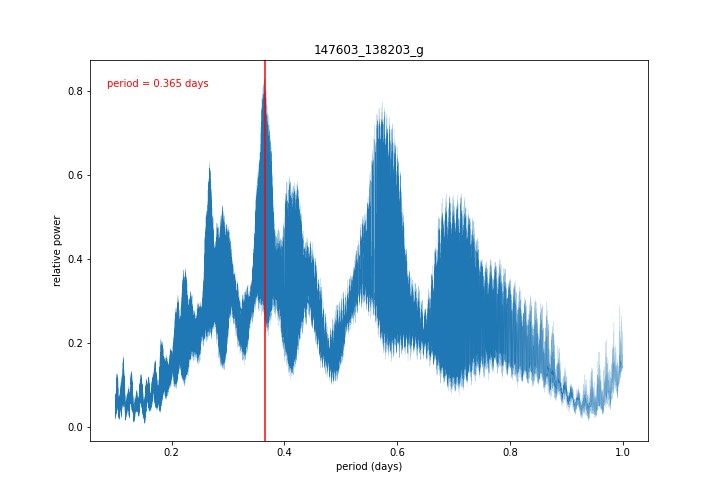 147603_138203_g
period = 0.365 days
relative power
0.8
0.6
0.4
0.2
0.0
0.2 0.4 0.6 0.8 1.0
period (days)